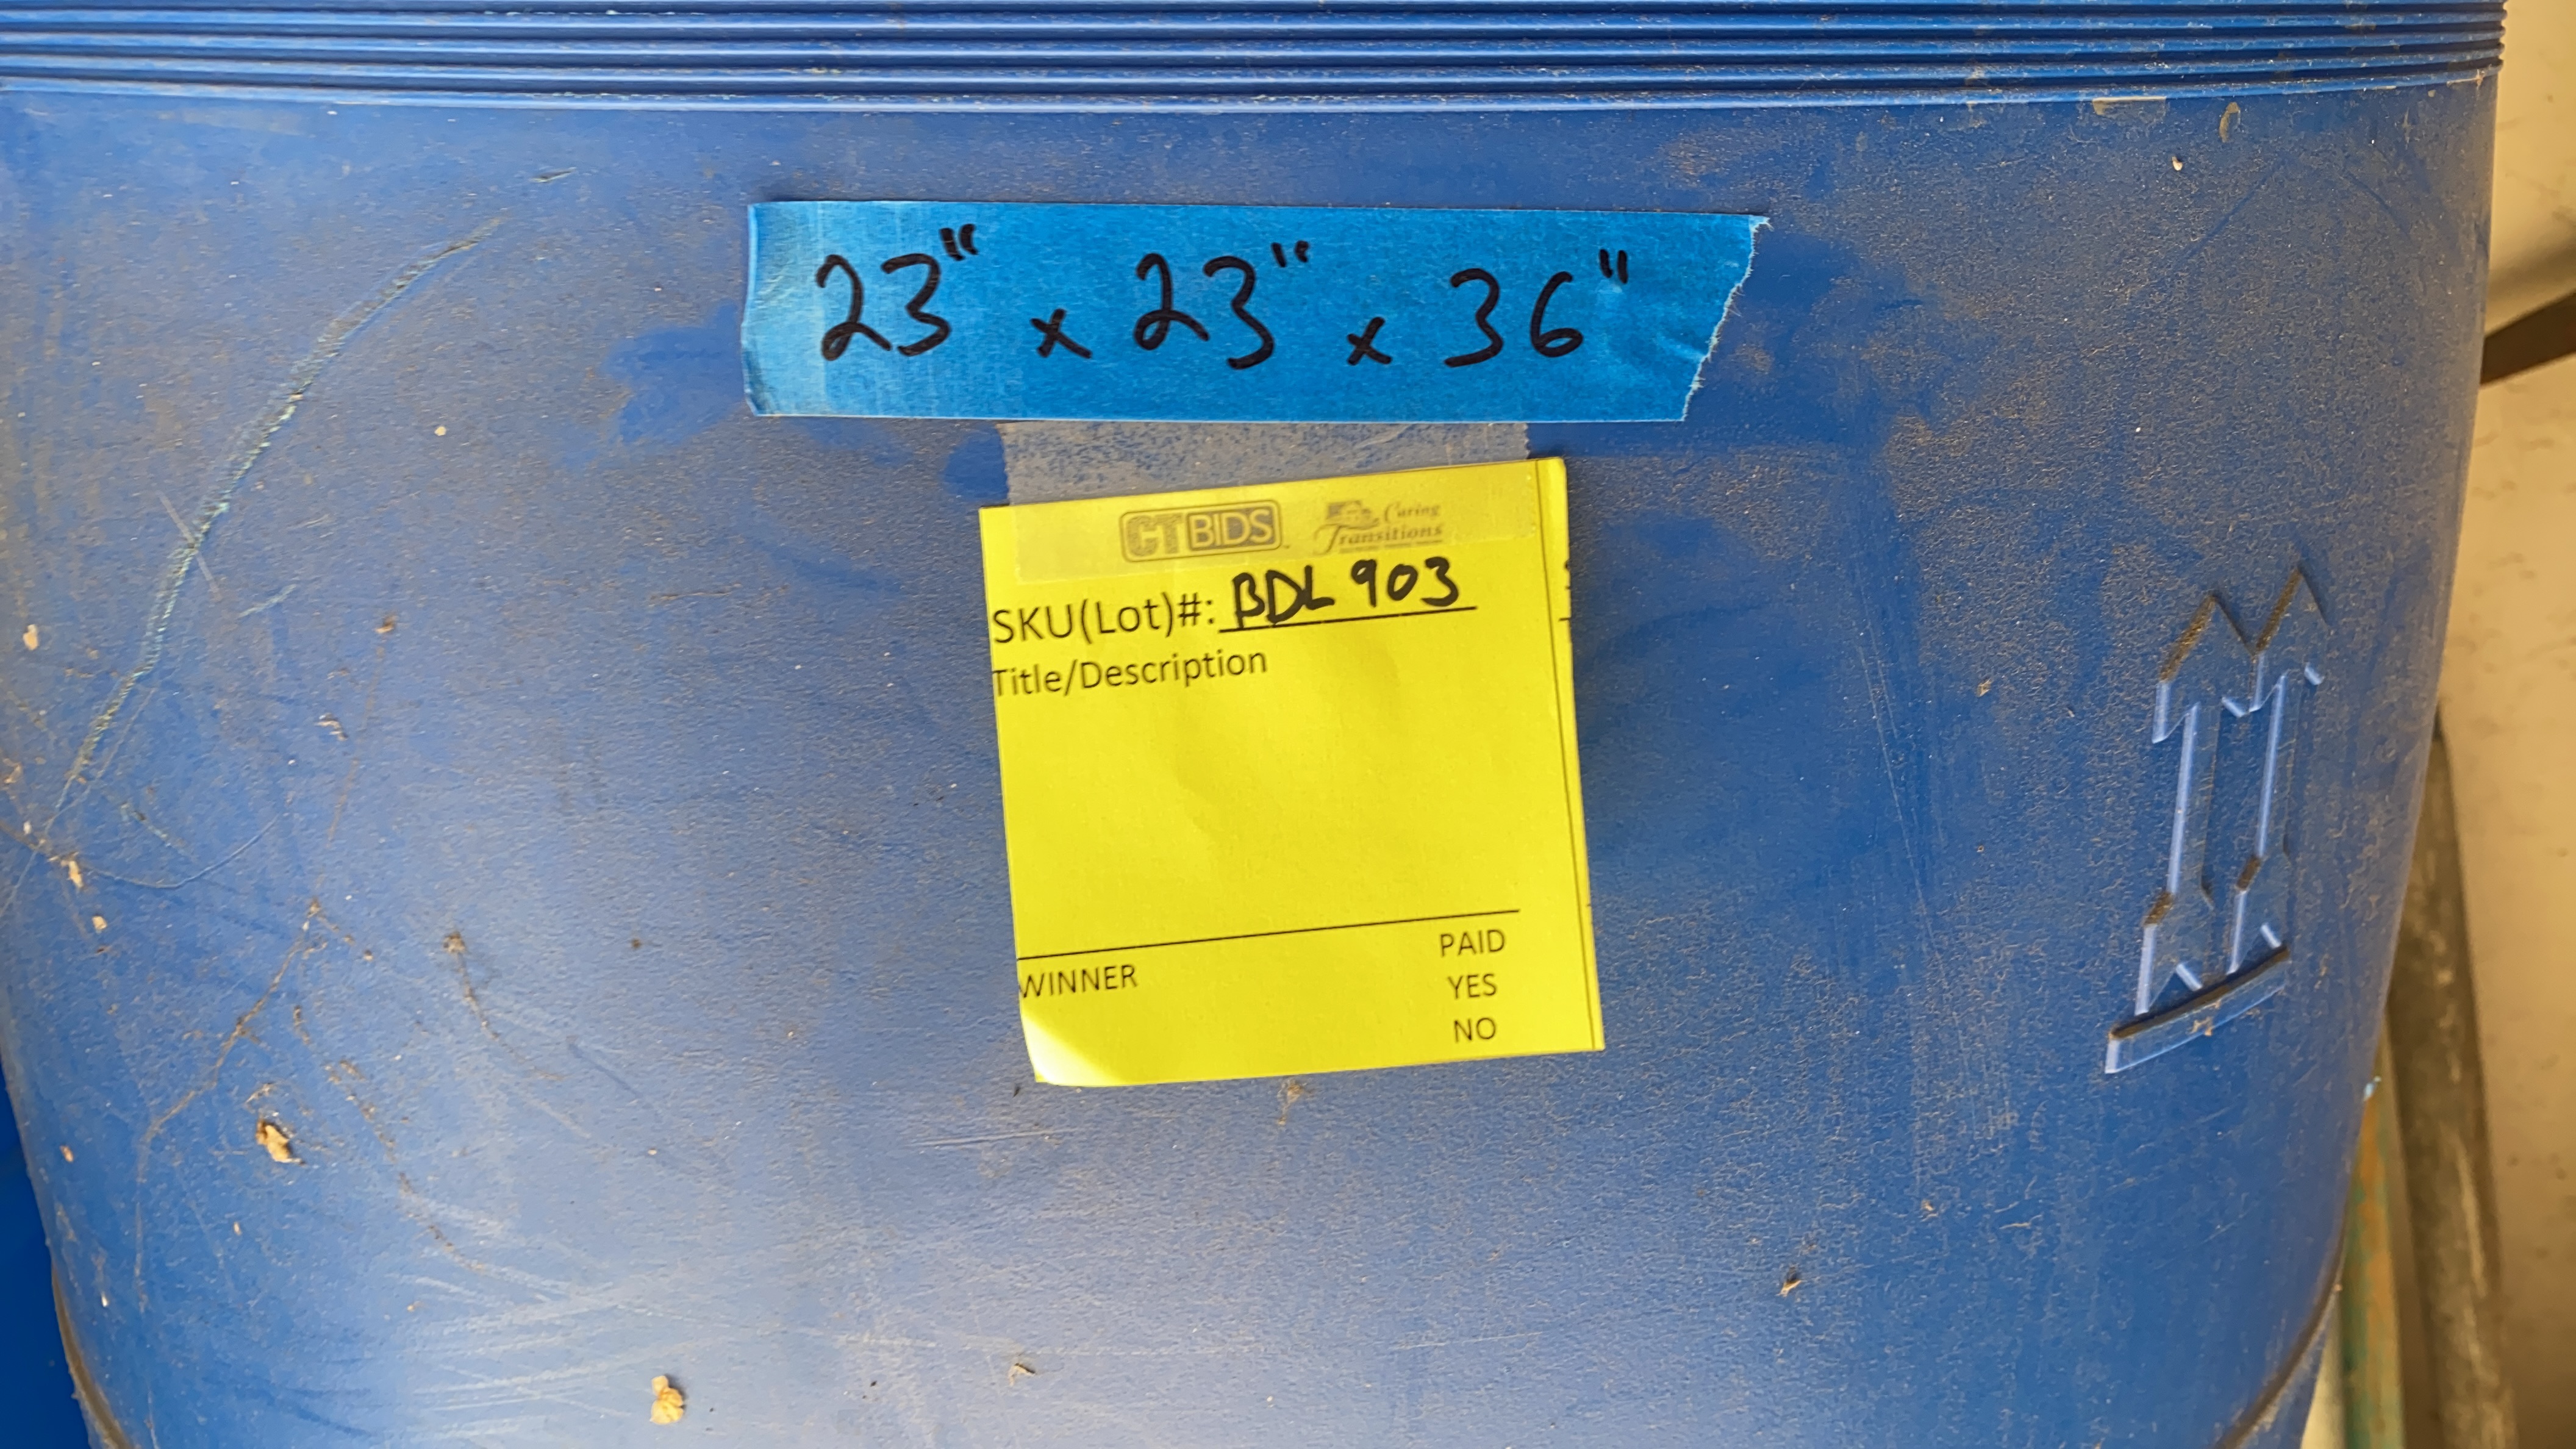 23" x 23" x 36"
CTBIDS Caring Transitions
SKU(Lot)#: BDL 903
Title/Description
WINNER
PAID
YES
NO